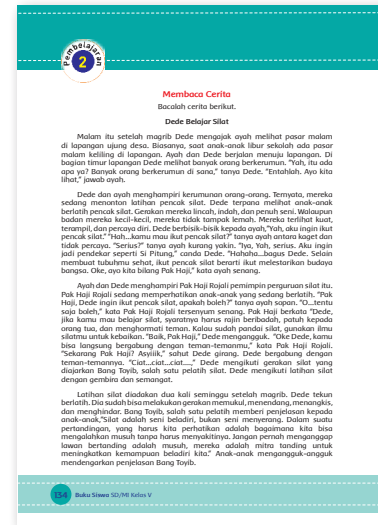 Pembelajaran
2
Membaca Cerita
Bacalah cerita berikut.
Dede Belajar Silat
Malam itu setelah magrib Dede mengajak ayah melihat pasar malam
di lapangan ujung desa. Biasanya, saat anak-anak libur sekolah ada pasar
malam keliling di lapangan. Ayah dan Dede berjalan menuju lapangan. Di
bagian timur lapangan Dede melihat banyak orang berkerumun. "Yah, itu ada
apa ya? Banyak orang berkerumun di sana," tanya Dede. "Entahlah. Ayo kita
lihat," jawab ayah.
Dede dan ayah menghampiri kerumunan orang-orang. Ternyata, mereka
sedang menonton latihan pencak silat. Dede terpana melihat anak-anak
berlatih pencak silat. Gerakan mereka lincah, indah, dan penuh seni. Walaupun
badan mereka kecil-kecil, mereka tidak tampak lemah. Mereka terlihat kuat,
terampil, dan percaya diri. Dede berbisik-bisik kepada ayah,"Yah, aku ingin ikut
pencak silat." "Hah...kamu mau ikut pencak silat?" tanya ayah antara kaget dan
tidak percaya. "Serius?" tanya ayah kurang yakin. "Iya, Yah, serius. Aku ingin
jadi pendekar seperti Si Pitung," canda Dede. "Hahaha...bagus Dede. Selain
membuat tubuhmu sehat, ikut pencak silat berarti ikut melestarikan budaya
bangsa. Oke, ayo kita bilang Pak Haji," kata ayah senang.
Ayah dan Dede menghampiri Pak Haji Rojali pemimpin perguruan silat itu.
Pak Haji Rojali sedang memperhatikan anak-anak yang sedang berlatih. "Pak
Haji, Dede ingin ikut pencak silat, apakah boleh?" tanya ayah sopan. "O...tentu
saja boleh," kata Pak Haji Rojali tersenyum senang. Pak Haji berkata "Dede,
jika kamu mau belajar silat, syaratnya harus rajin beribadah, patuh kepada
orang tua, dan menghormati teman. Kalau sudah pandai silat, gunakan ilmu
silatmu untuk kebaikan. "Baik, Pak Haji," Dede mengangguk. "Oke Dede, kamu
bisa langsung bergabung dengan teman-temanmu," kata Pak Haji Rojali.
"Sekarang Pak Haji? Asyiiik," sahut Dede girang. Dede bergabung dengan
teman-temannya. "Ciat...ciat...ciat....," Dede mengikuti gerakan silat yang
diajarkan Bang Toyib, salah satu pelatih silat. Dede mengikuti latihan silat
dengan gembira dan semangat.
Latihan silat diadakan dua kali seminggu setelah magrib. Dede tekun
berlatih. Dia sudah bisa melakukan gerakan memukul, menendang, menangkis,
dan menghindar. Bang Toyib, salah satu pelatih memberi penjelasan kepada
anak-anak,"Silat adalah seni beladiri, bukan seni menyerang. Dalam suatu
pertandingan, yang harus kita perhatikan adalah bagaimana kita bisa
mengalahkan musuh tanpa harus menyakitinya. Jangan pernah menganggap
lawan bertanding adalah musuh, mereka adalah mitra tanding untuk
meningkatkan kemampuan beladiri kita." Anak-anak mengangguk-angguk
mendengarkan penjelasan Bang Toyib.
134 Buku Siswa SD/MI Kelas V